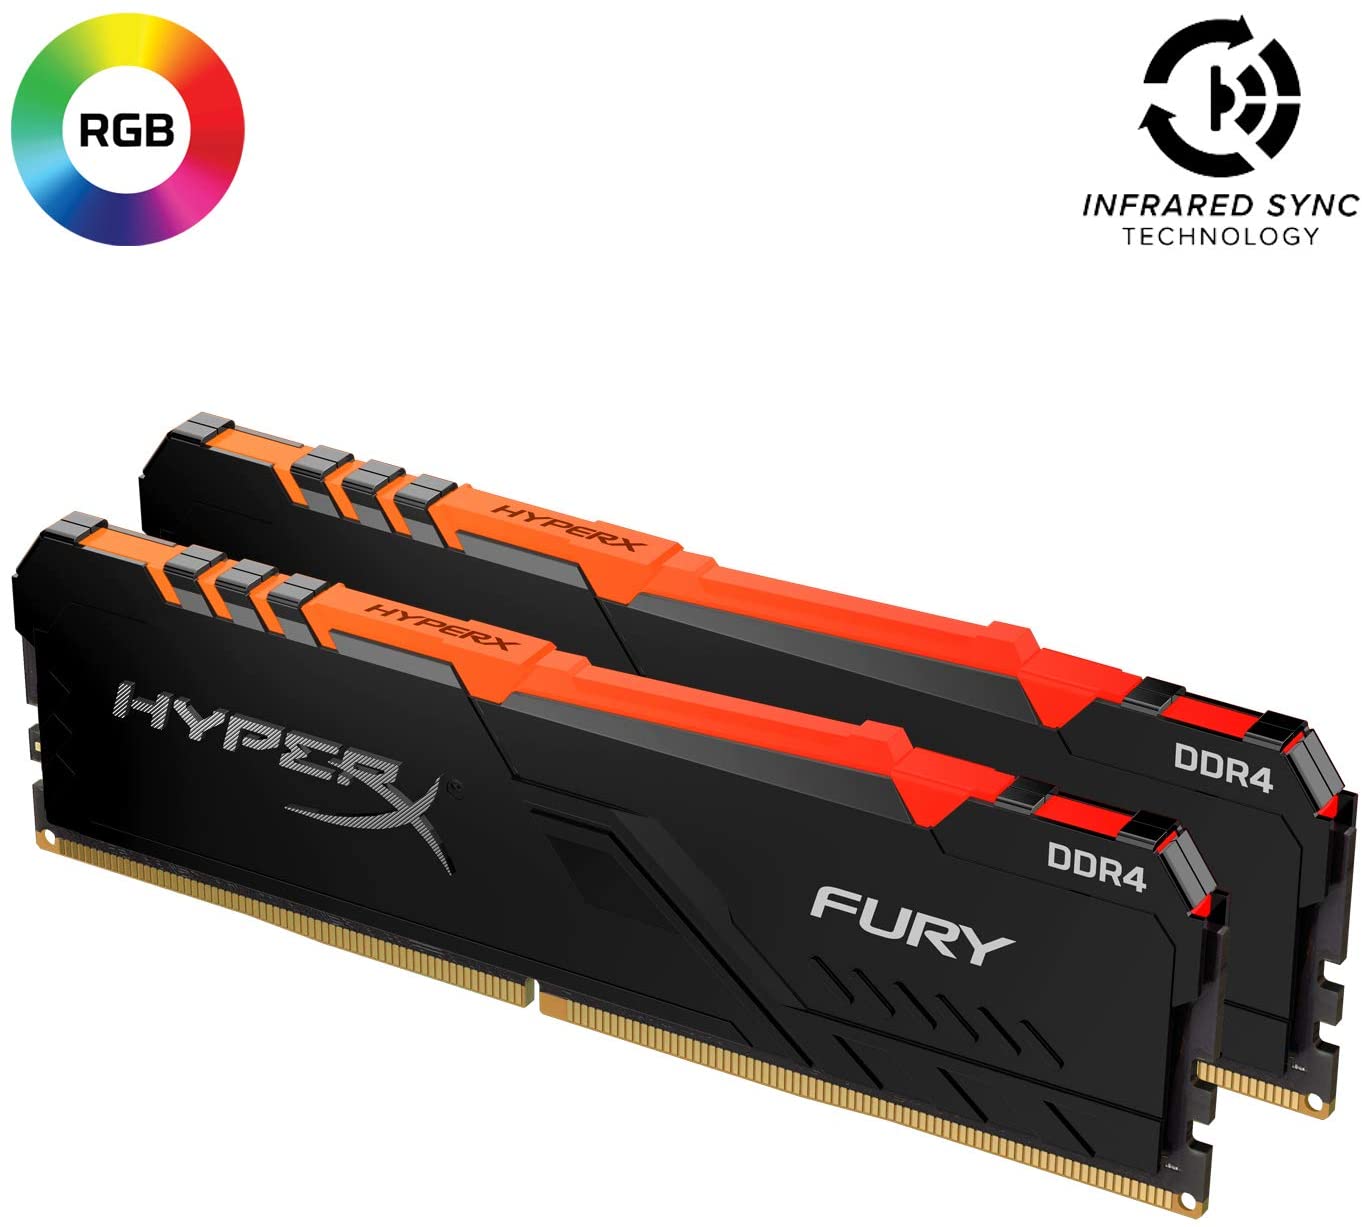 RGB
INFRARED SYNC
TECHNOLOGY
HYPERX
HYPERX
HYPERX
DDR4
DDR4
FURY